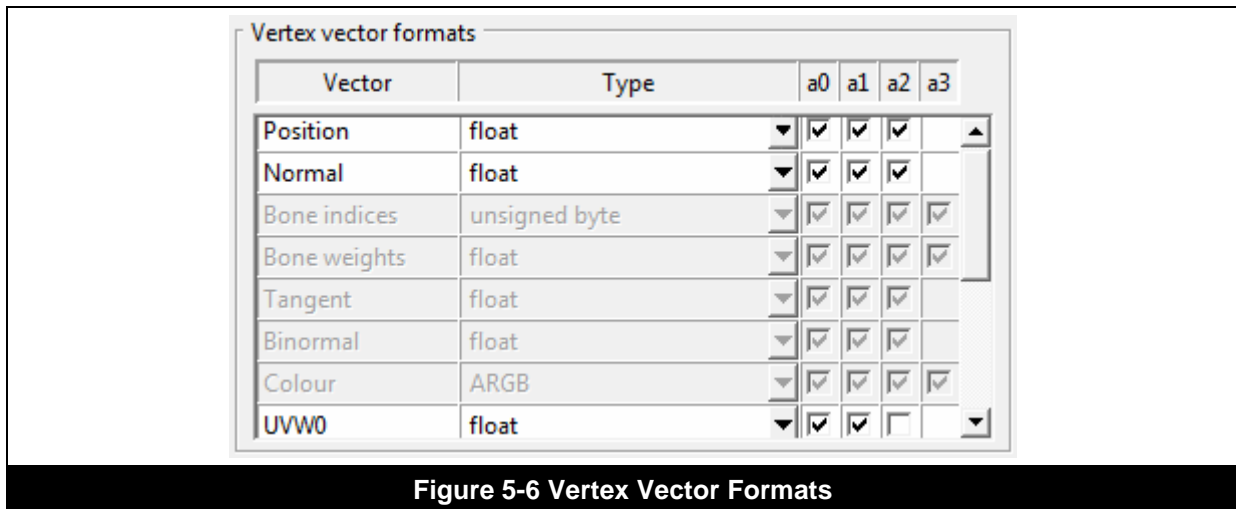 Vertex vector formats
Vector Type a0 a1 a2 a3
Position float
Normal float
Bone indices unsigned byte
Bone weights float
Tangent float
Binormal float
Colour ARGB
UVW0 float
Figure 5-6 Vertex Vector Formats